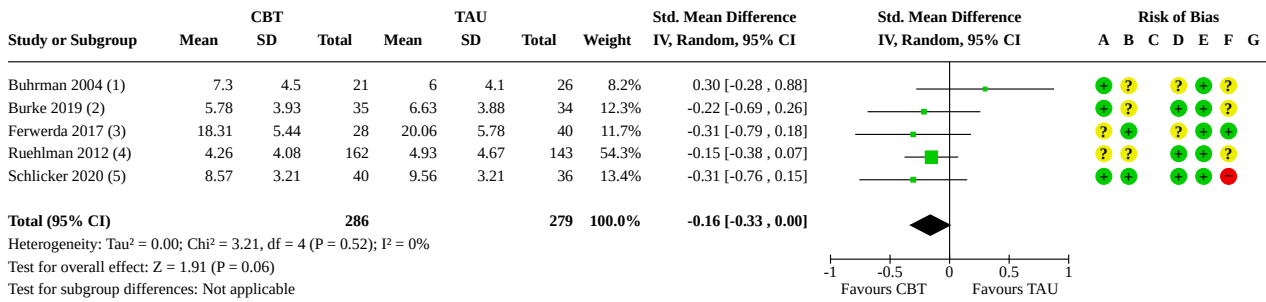 CBT TAU Std. Mean Difference Std. Mean Difference Risk of Bias
Study or Subgroup Mean SD Total Mean SD Total Weight IV, Random, 95% CI IV, Random, 95% CI A B C D E F G
Buhrman 2004 (1) 7.3 4.5 21 6 4.1 26 8.2% 0.30 [-0.28 , 0.88] + ? ? + ?
Burke 2019 (2) 5.78 3.93 35 6.63 3.88 34 12.3% -0.22 [-0.69 , 0.26] + ? ? + ?
Ferwerda 2017 (3) 18.31 5.44 28 20.06 5.78 40 11.7% -0.31 [-0.79 , 0.18] ? + ? + +
Ruehlman 2012 (4) 4.26 4.08 162 4.93 4.67 143 54.3% -0.15 [-0.38 , 0.07] ? ? + + ?
Schlicker 2020 (5) 8.57 3.21 40 9.56 3.21 36 13.4% -0.31 [-0.76 , 0.15] + + + + −
Total (95% CI) 286 279 100.0% -0.16 [-0.33 , 0.00]
Heterogeneity: Tau² = 0.00; Chi² = 3.21, df = 4 (P = 0.52); I² = 0%
Test for overall effect: Z = 1.91 (P = 0.06) -1 -0.5 0 0.5 1
Test for subgroup differences: Not applicable Favours CBT Favours TAU